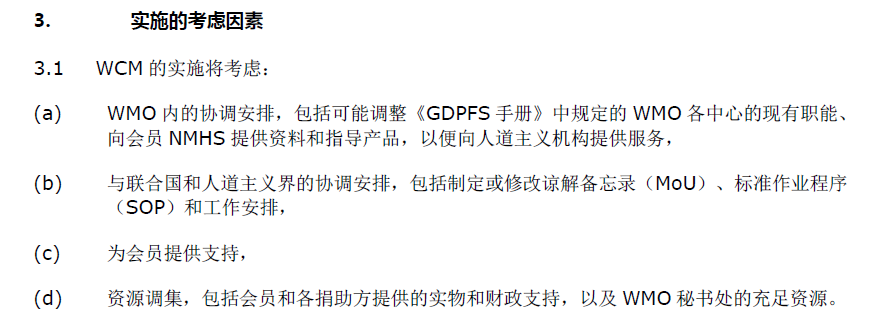 3. 实施的考虑因素
3.1 WCM 的实施将考虑：
(a) WMO 内的协调安排，包括可能调整《GDPFS 手册》中规定的 WMO 各中心的现有职能、
向会员 NMHS 提供资料和指导产品，以便向人道主义机构提供服务，
(b) 与联合国和人道主义界的协调安排，包括制定或修改谅解备忘录（MoU）、标准作业程序
（SOP）和工作安排，
(c) 为会员提供支持，
(d) 资源调集，包括会员和各捐助方提供的实物和财政支持，以及 WMO 秘书处的充足资源。